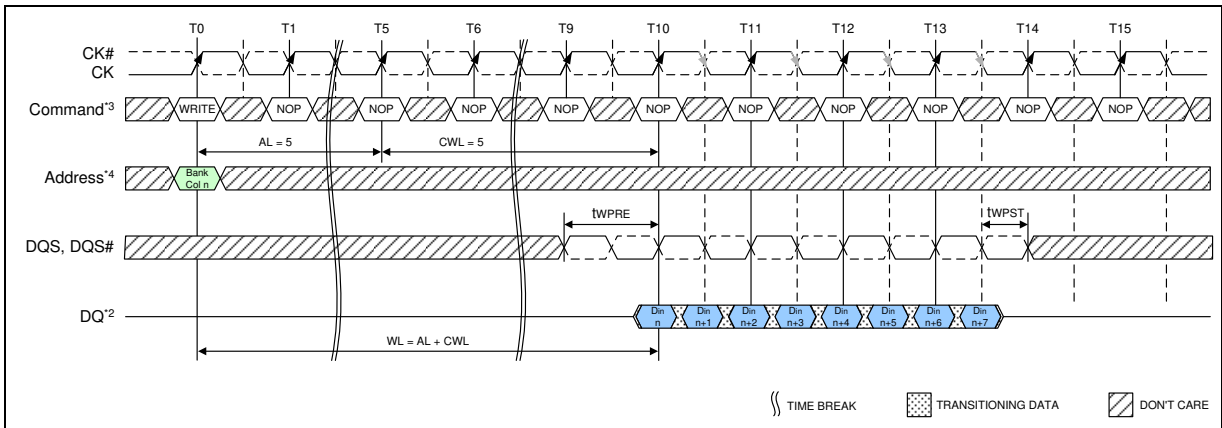 T0 T1 T5 T6 T9 T10 T11 T12 T13 T14 T15
CK#
CK
Command*3 WRITE NOP NOP NOP NOP NOP NOP NOP NOP NOP NOP
AL = 5 CWL = 5
Address*4 Bank
Col n
tWPRE tWPST
DQS, DQS#
DQ*2 Din Din Din Din Din Din Din Din
n n+1 n+2 n+3 n+4 n+5 n+6 n+7
WL = AL + CWL
TIME BREAK TRANSITIONING DATA DON'T CARE